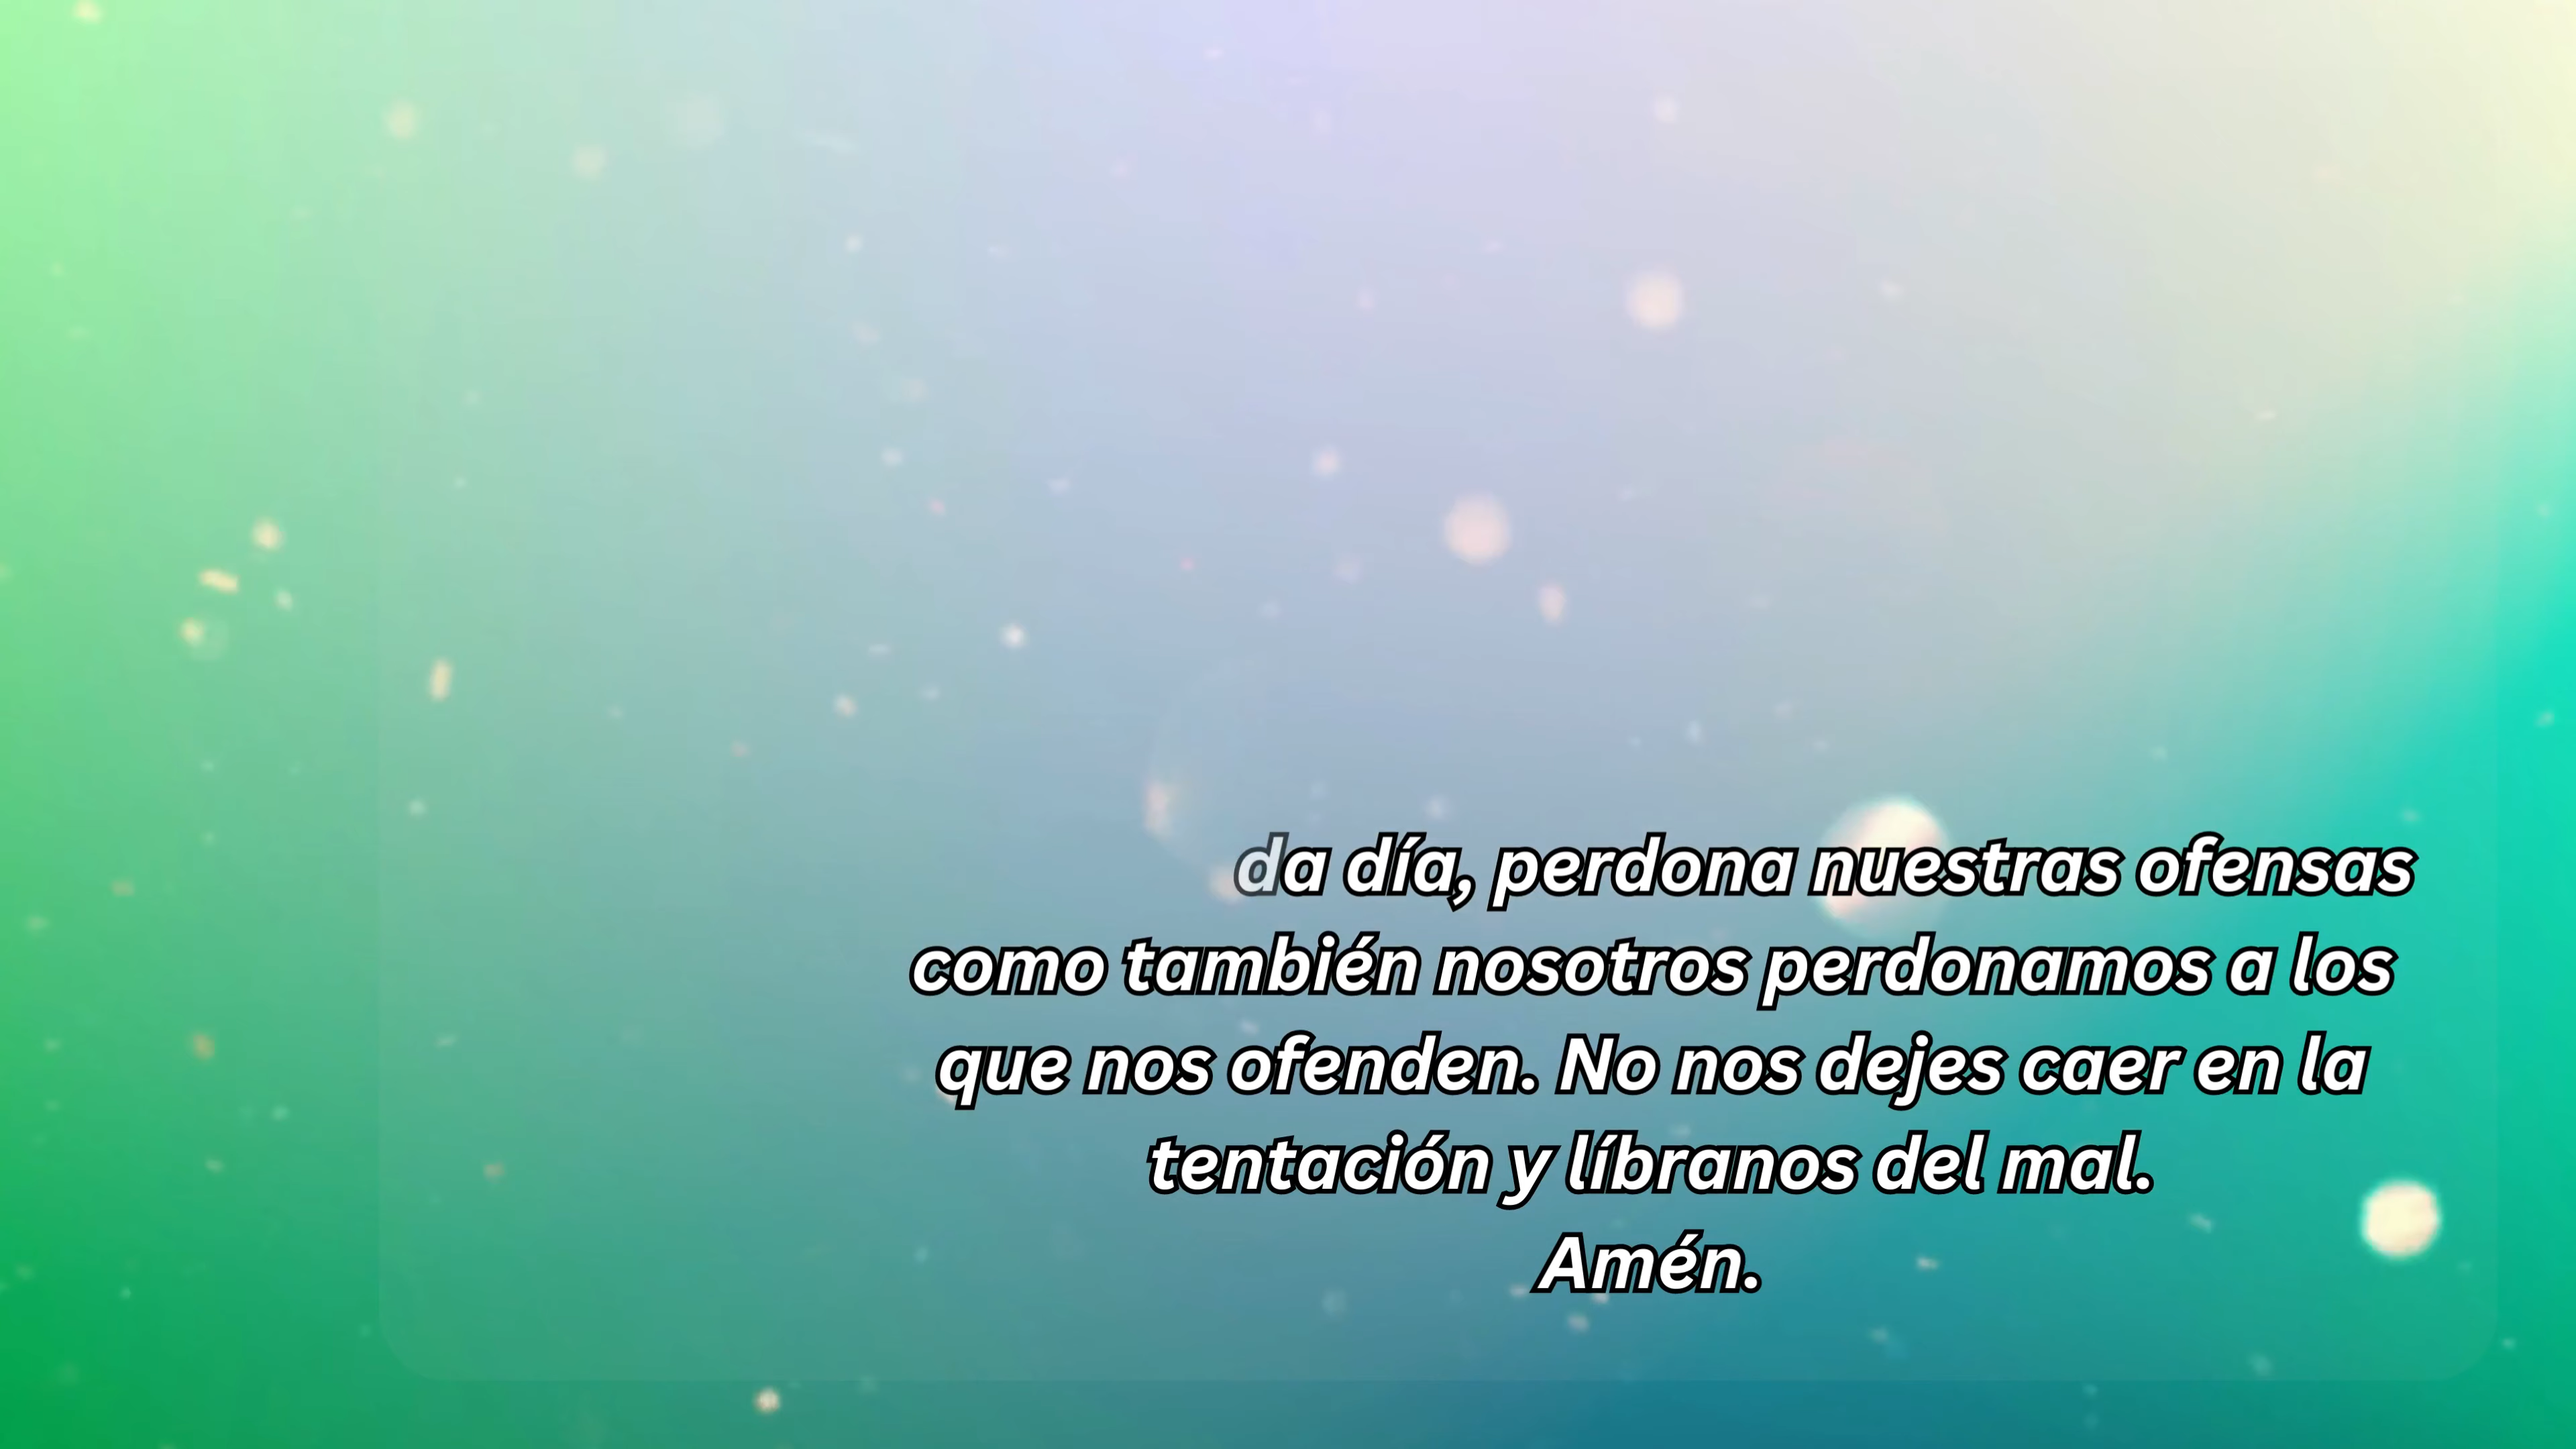 da día, perdona nuestras ofensas
como también nosotros perdonamos a los
que nos ofenden. No nos dejes caer en la
tentación y líbranos del mal.
Amén.